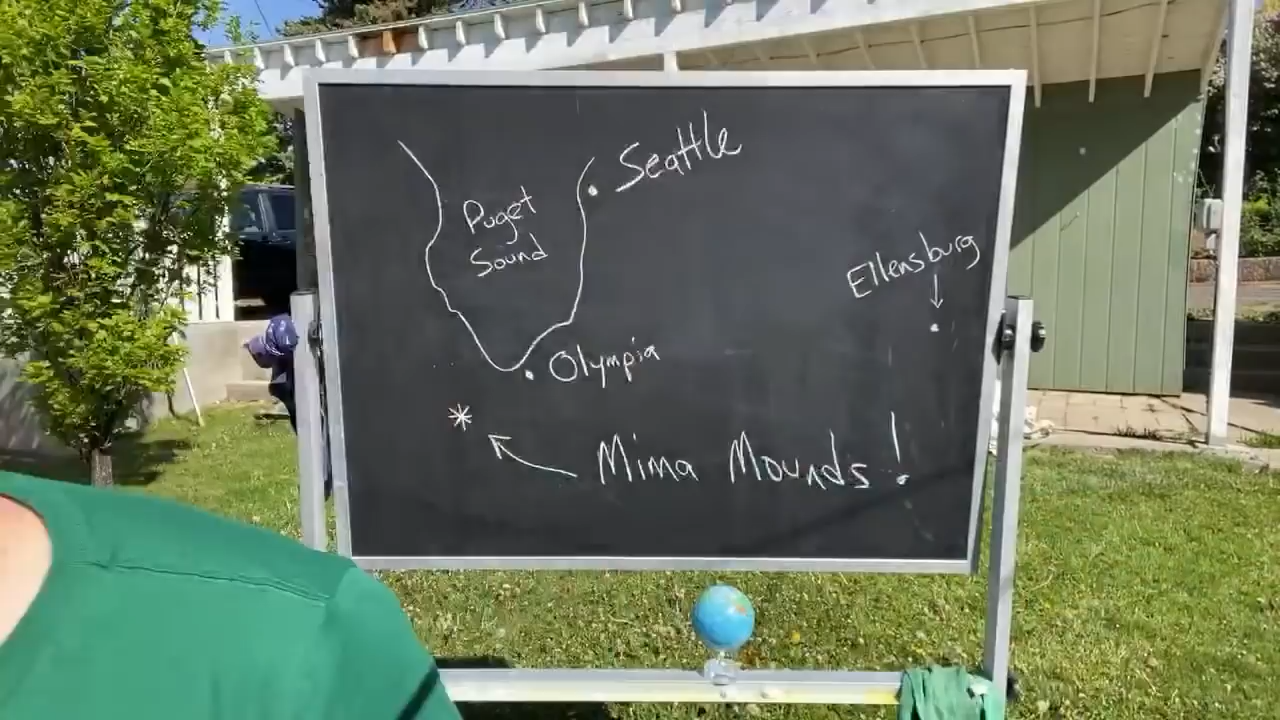 Seattle
Puget
Sound
Ellensburg
Olympia
Mima Mounds!